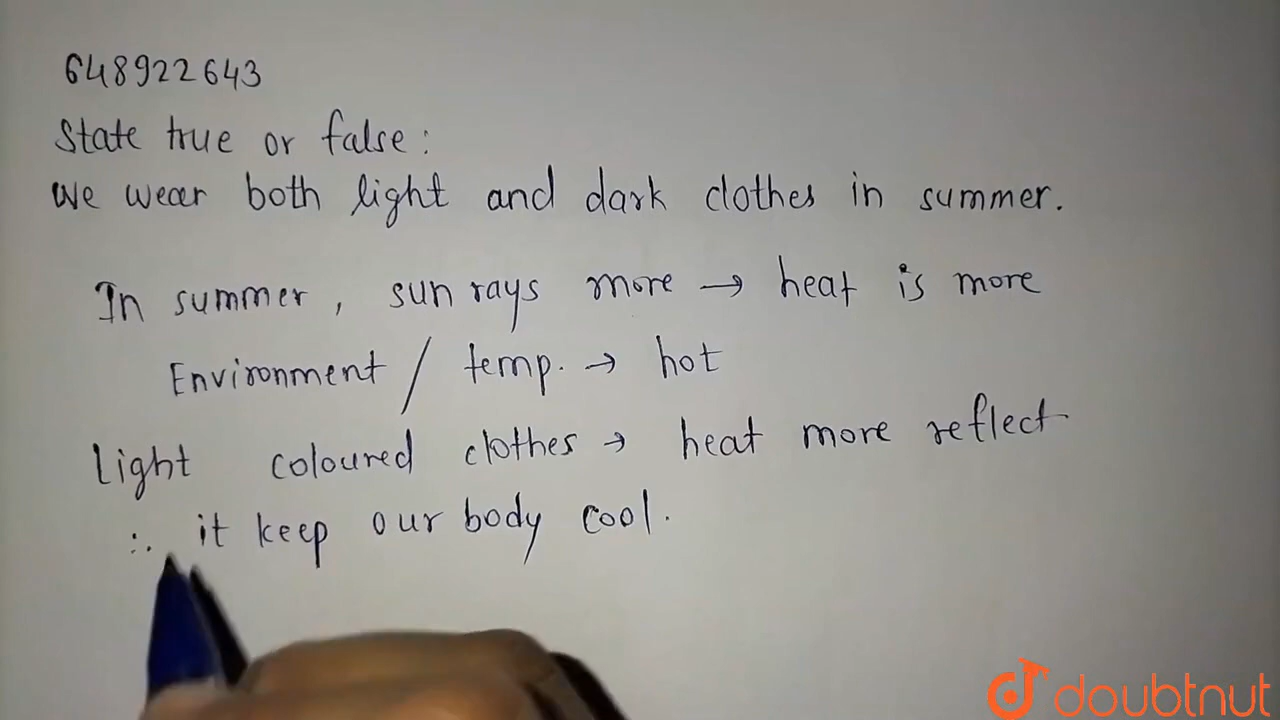 648922643
State true or false:
we wear both light and dark clothes in summer.
In summer, sun rays more → heat is more
Environment / temp. → hot
Light coloured clothes → heat more reflect
∴ it keep our body cool.
doubtnut